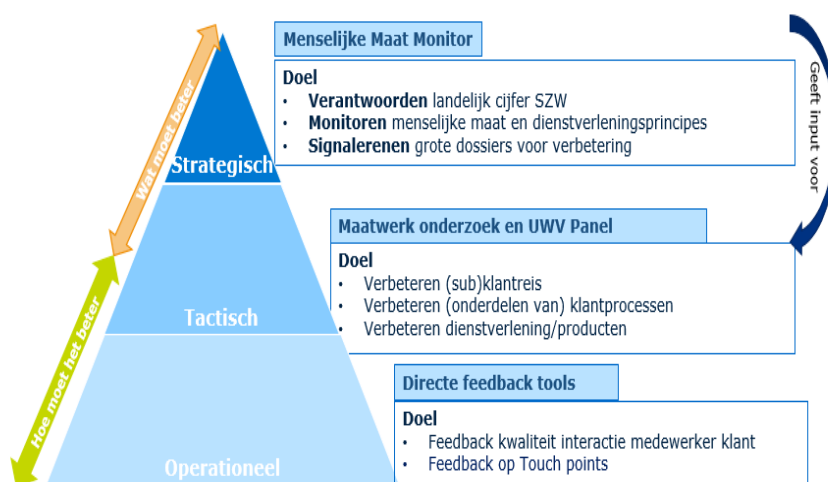 Menselijke Maat Monitor
Doel
• Verantwoorden landelijk cijfer SZW
• Monitoren menselijke maat en dienstverleningsprincipes
• Signalerenen grote dossiers voor verbetering
Geeft input voor
Wat moet beter
Strategisch
Maatwerk onderzoek en UWV Panel
Doel
• Verbeteren (sub)klantreis
• Verbeteren (onderdelen van) klantprocessen
• Verbeteren dienstverlening/producten
Tactisch
Hoe moet het beter
Directe feedback tools
Doel
• Feedback kwaliteit interactie medewerker klant
• Feedback op Touch points
Operationeel